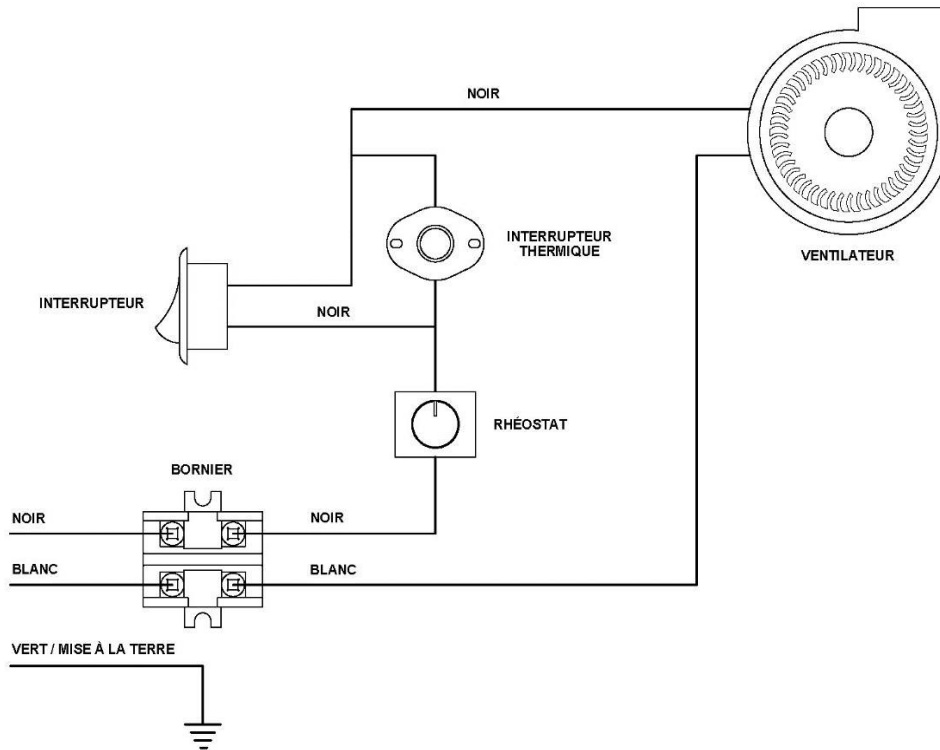 NOIR
INTERRUPTEUR
THERMIQUE
VENTILATEUR
INTERRUPTEUR
NOIR
RHÉOSTAT
BORNIER
NOIR
NOIR
BLANC
BLANC
VERT / MISE À LA TERRE